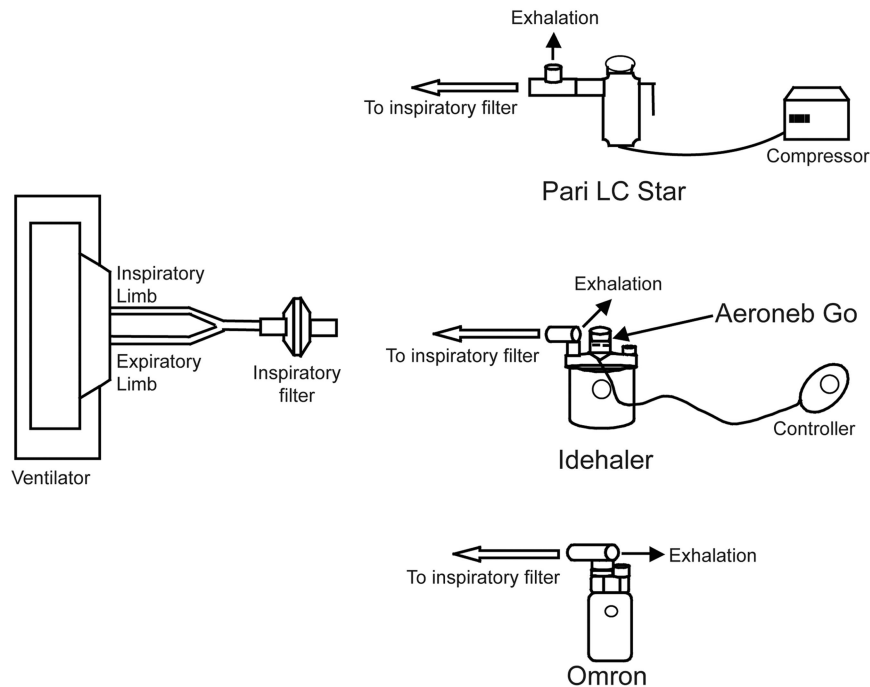 Exhalation
To inspiratory filter
Compressor
Pari LC Star
Inspiratory
Limb
Expiratory
Limb
Inspiratory
filter
Ventilator
Exhalation
Aeroneb Go
To inspiratory filter
Controller
Idehaler
Exhalation
To inspiratory filter
Omron